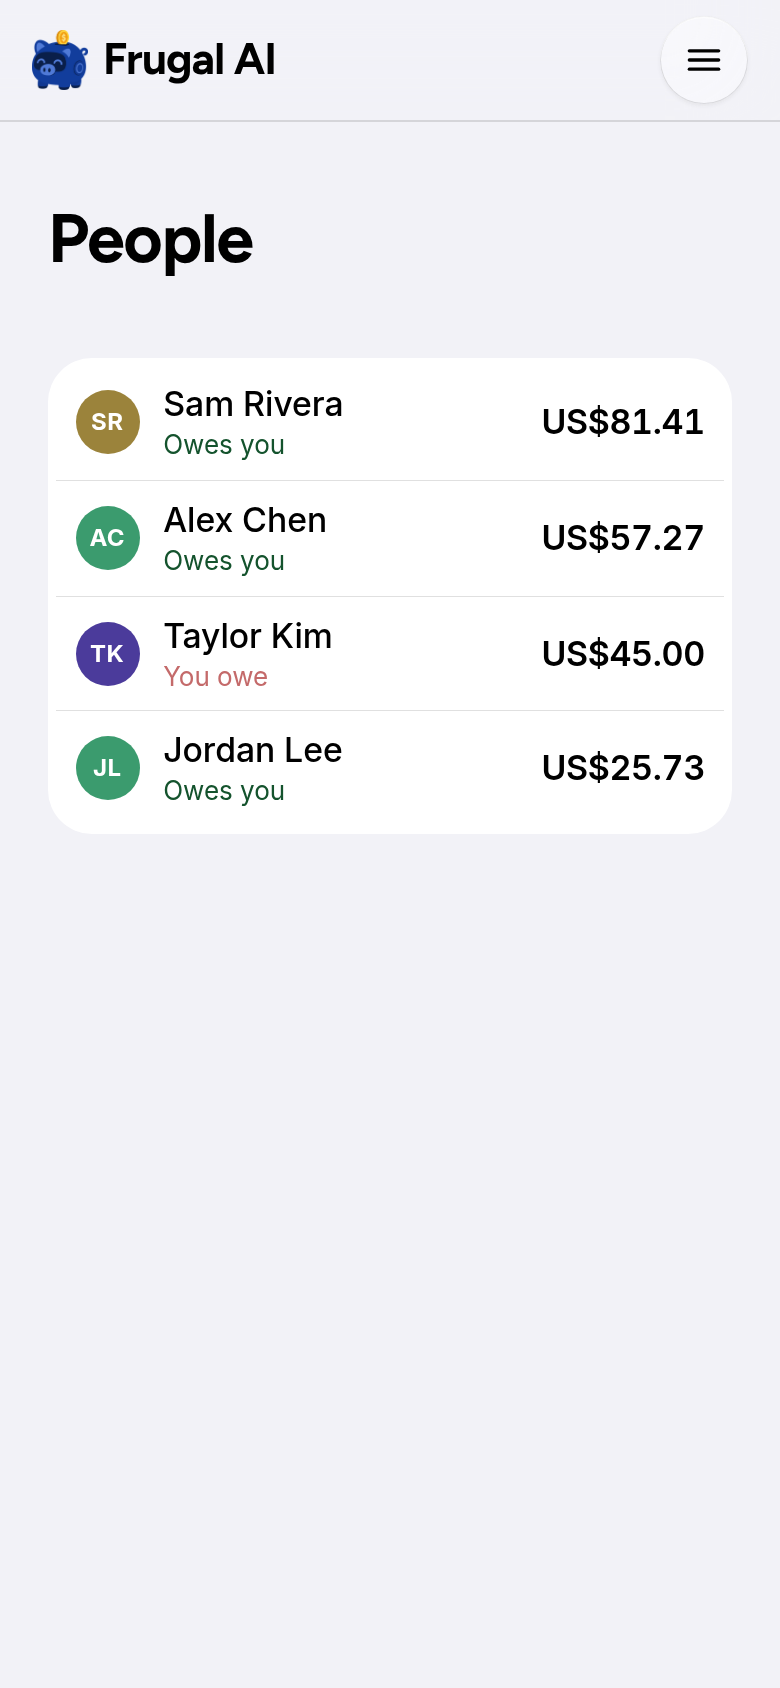 Frugal AI
People
SR
Sam Rivera
Owes you
US$81.41
AC
Alex Chen
Owes you
US$57.27
TK
Taylor Kim
You owe
US$45.00
JL
Jordan Lee
Owes you
US$25.73